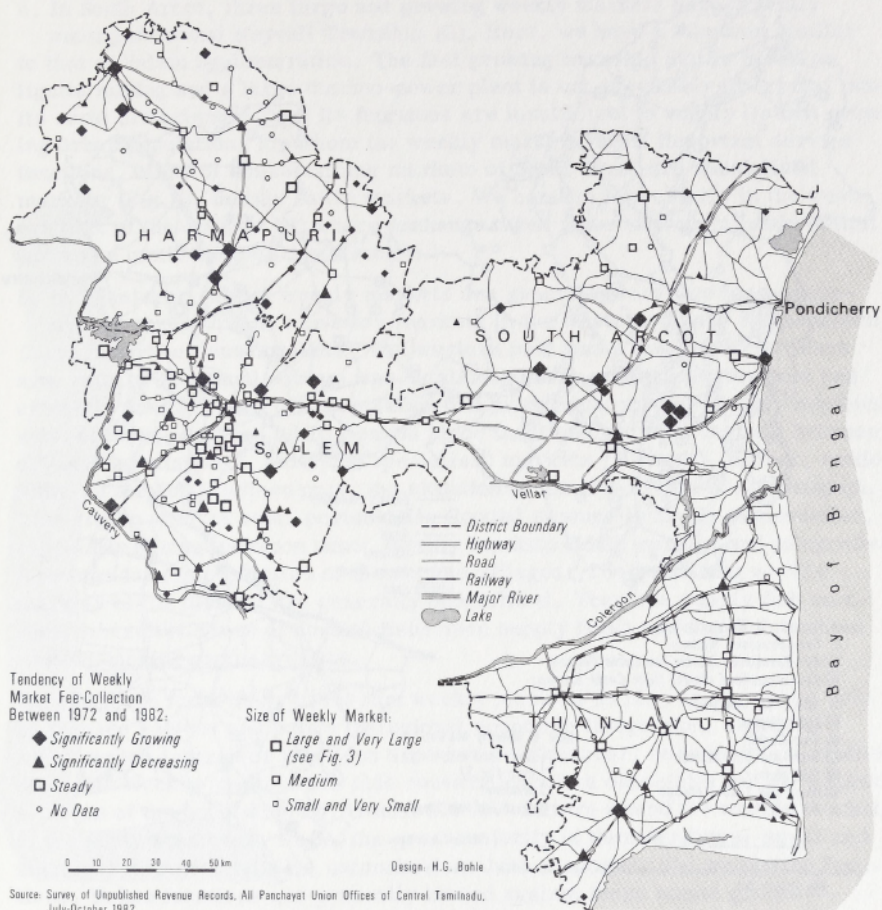 DHARMAPURI
SOUTH ARCOT
Pondicherry
SALEM
Cauvery
Vellar
Bay of Bengal
District Boundary
Highway
Road
Railway
Major River
Lake
Coleroon
THANJAVUR
Tendency of Weekly
Market Fee-Collection
Between 1972 and 1982:
Significantly Growing
Significantly Decreasing
Steady
No Data
Size of Weekly Market:
Large and Very Large
(see Fig. 3)
Medium
Small and Very Small
0 10 20 30 40 50 km
Design: H.G. Bohle
Source: Survey of Unpublished Revenue Records, All Panchayat Union Offices of Central Tamilnadu,
July-October 1982